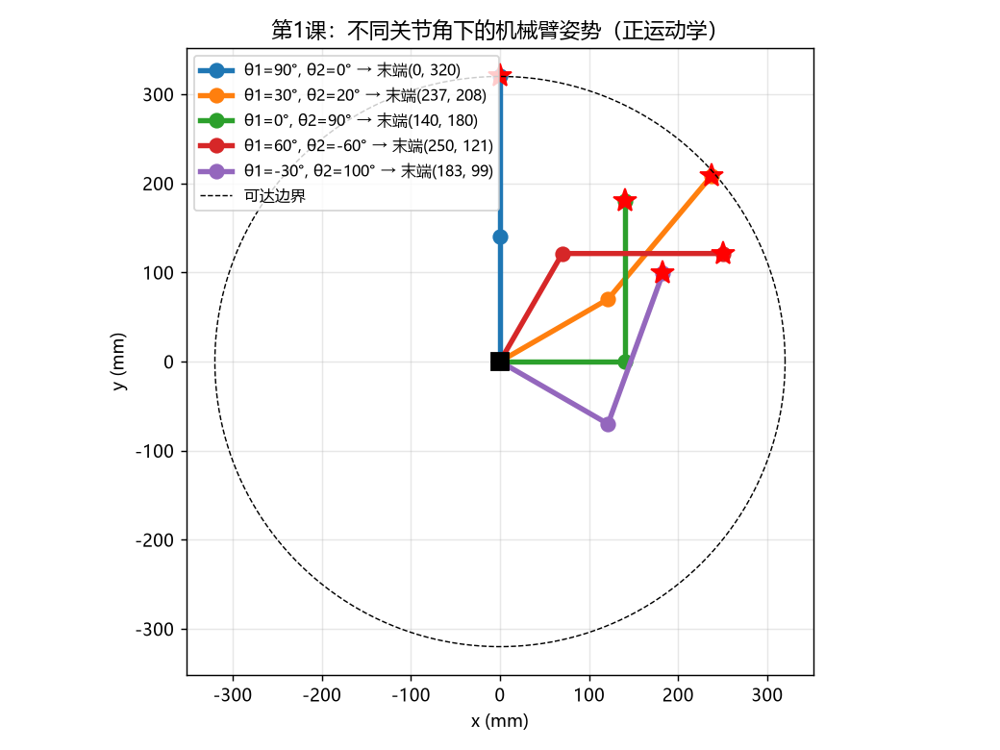 第1课：不同关节角下的机械臂姿势（正运动学）
θ1=90°, θ2=0° → 末端(0, 320)
θ1=30°, θ2=20° → 末端(237, 208)
θ1=0°, θ2=90° → 末端(140, 180)
θ1=60°, θ2=-60° → 末端(250, 121)
θ1=-30°, θ2=100° → 末端(183, 99)
可达边界
300
200
100
0
-100
-200
-300
y (mm)
-300 -200 -100 0 100 200 300
x (mm)